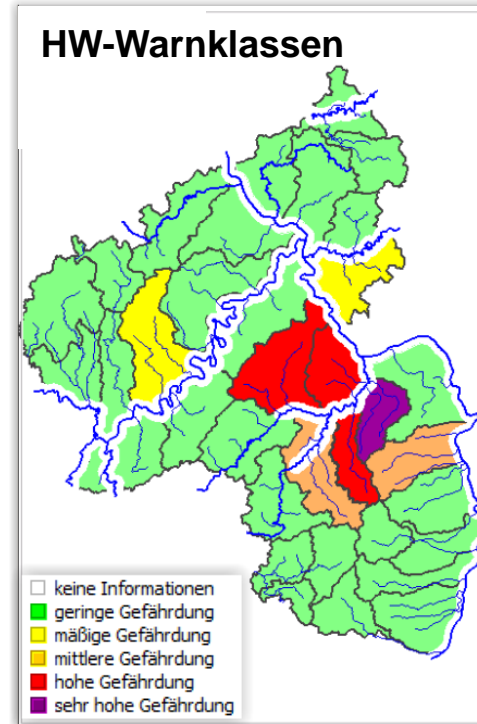 HW-Warnklassen
keine Informationen
geringe Gefährdung
mäßige Gefährdung
mittlere Gefährdung
hohe Gefährdung
sehr hohe Gefährdung